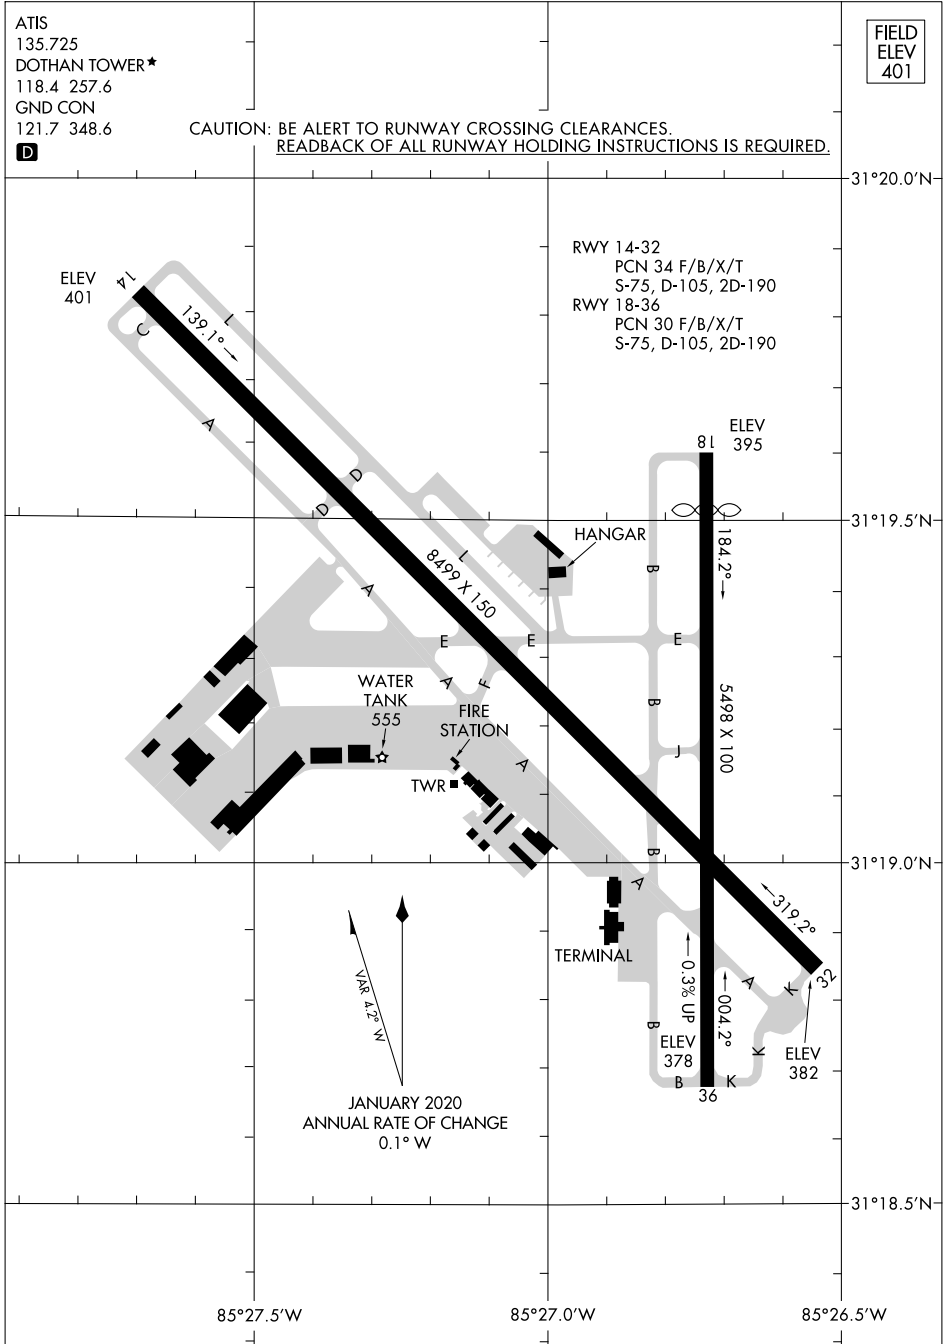 ATIS
135.725
DOTHAN TOWER★
118.4 257.6
GND CON
121.7 348.6
D
CAUTION: BE ALERT TO RUNWAY CROSSING CLEARANCES.
READBACK OF ALL RUNWAY HOLDING INSTRUCTIONS IS REQUIRED.
FIELD
ELEV
401
31°20.0'N
RWY 14-32
PCN 34 F/B/X/T
S-75, D-105, 2D-190
RWY 18-36
PCN 30 F/B/X/T
S-75, D-105, 2D-190
ELEV
401
14
C
139.1°
L
A
D
D
ELEV
395
18
31°19.5'N
HANGAR
184.2°
L
8499 X 150
A
B
E
E
E
A
F
B
5498 X 100
J
WATER
TANK
555
FIRE
STATION
TWR
A
B
31°19.0'N
A
319.2°
TERMINAL
0.3% UP
004.2°
A
K
32
B
K
ELEV
378
ELEV
382
B
K
36
VAR 4.2° W
JANUARY 2020
ANNUAL RATE OF CHANGE
0.1° W
31°18.5'N
85°27.5'W
85°27.0'W
85°26.5'W